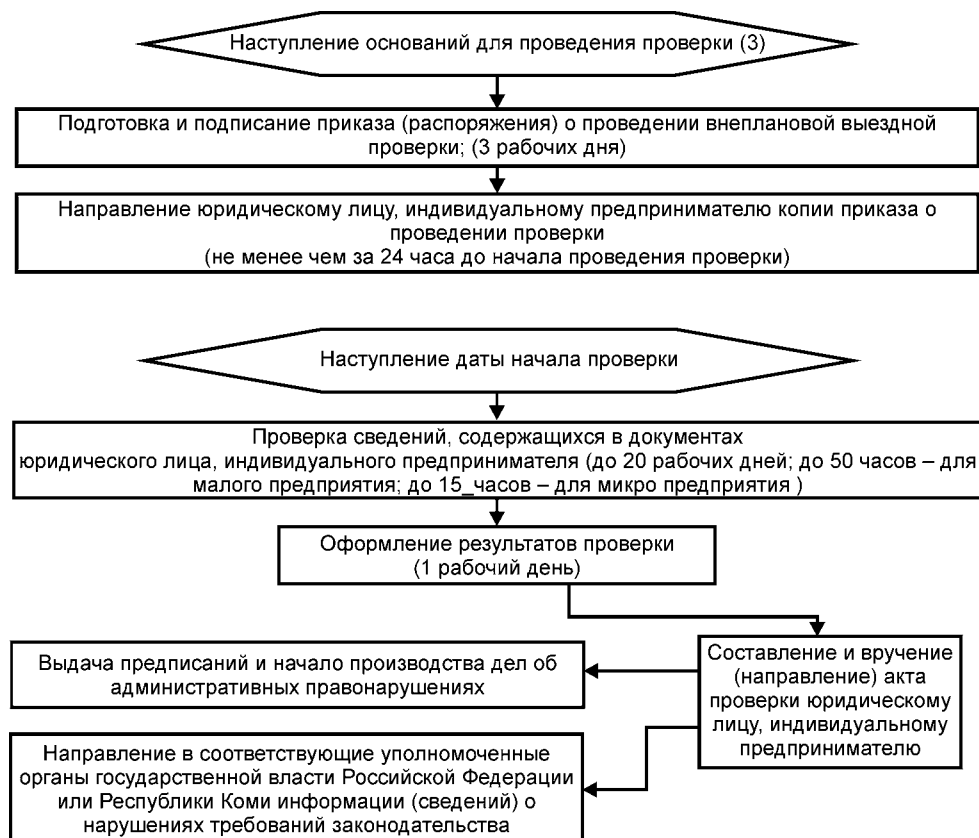 Наступление оснований для проведения проверки (3)
Подготовка и подписание приказа (распоряжения) о проведении внеплановой выездной
проверки; (3 рабочих дня)
Направление юридическому лицу, индивидуальному предпринимателю копии приказа о
проведении проверки
(не менее чем за 24 часа до начала проведения проверки)
Наступление даты начала проверки
Проверка сведений, содержащихся в документах
юридического лица, индивидуального предпринимателя (до 20 рабочих дней; до 50 часов – для
малого предприятия; до 15_часов – для микро предприятия )
Оформление результатов проверки
(1 рабочий день)
Составление и вручение
(направление) акта
проверки юридическому
лицу, индивидуальному
предпринимателю
Выдача предписаний и начало производства дел об
административных правонарушениях
Направление в соответствующие уполномоченные
органы государственной власти Российской Федерации
или Республики Коми информации (сведений) о
нарушениях требований законодательства